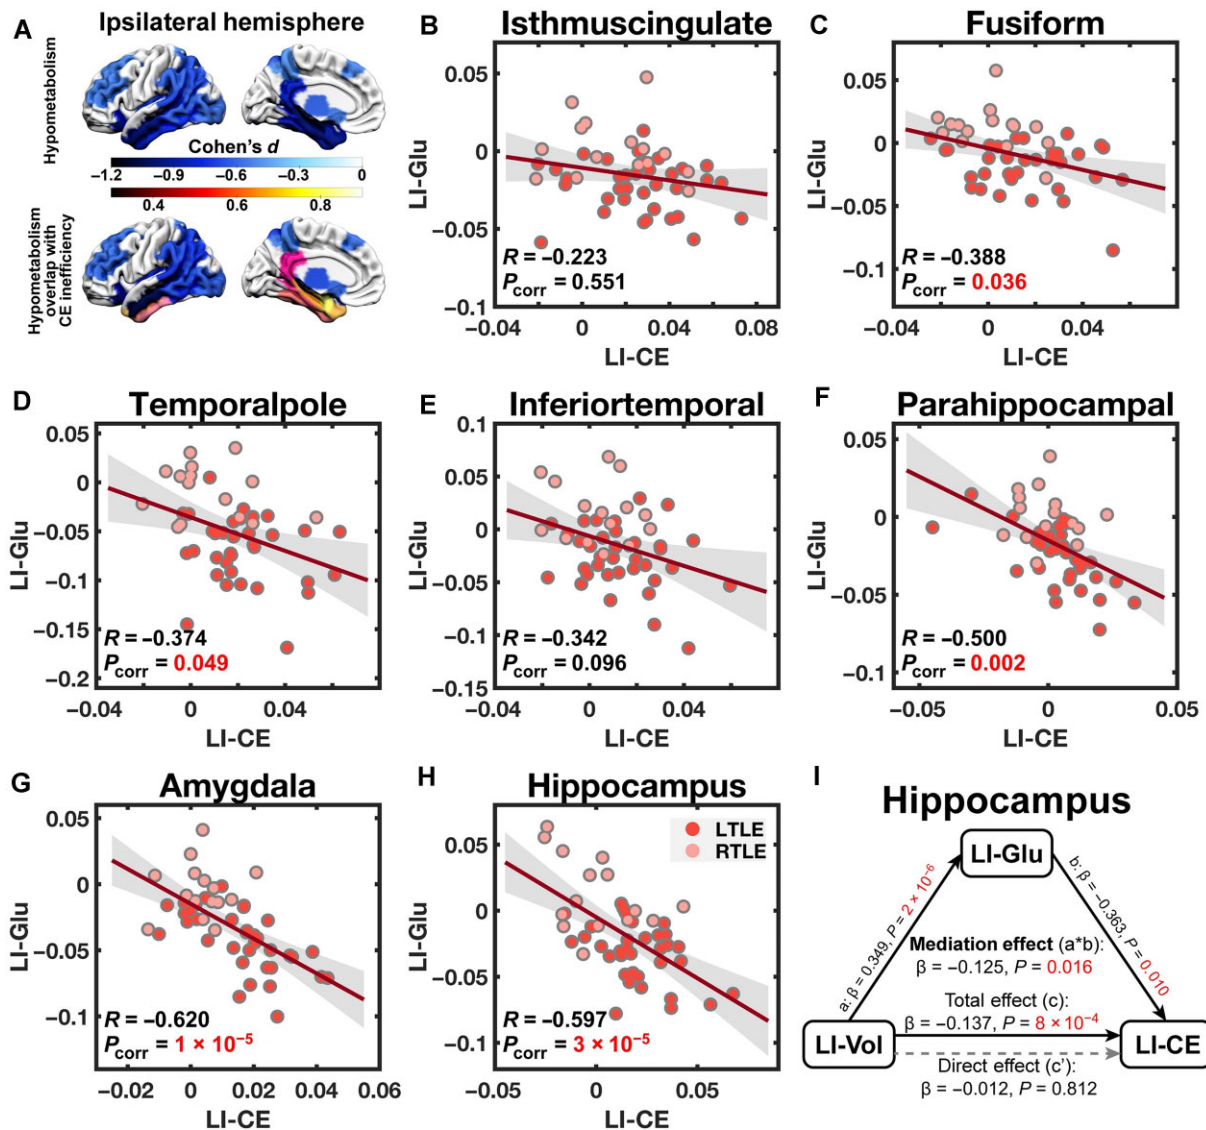 A
Ipsilateral hemisphere
Hypometabolism
Cohen's d
−1.2 −0.9 −0.6 −0.3 0
0.4 0.6 0.8
Hypometabolism
overlap with
CE inefficiency
B
Isthmuscingulate
0.05
0
−0.05
−0.1
LI-Glu
R = −0.223
Pcorr = 0.551
−0.04 0 0.04 0.08
LI-CE
C
Fusiform
0.05
0
−0.05
−0.1
LI-Glu
R = −0.388
Pcorr = 0.036
−0.04 0 0.04
LI-CE
D
Temporalpole
0.05
0
−0.05
−0.1
−0.15
−0.2
LI-Glu
R = −0.374
Pcorr = 0.049
−0.04 0 0.04
LI-CE
E
Inferiortemporal
0.1
0.05
0
−0.05
−0.1
−0.15
LI-Glu
R = −0.342
Pcorr = 0.096
−0.04 0 0.04
LI-CE
F
Parahippocampal
0.05
0
−0.05
−0.1
LI-Glu
R = −0.500
Pcorr = 0.002
0 0.05
LI-CE
G
Amygdala
0.05
0
−0.05
−0.1
LI-Glu
R = −0.620
Pcorr = 1 × 10⁻⁵
−0.02 0 0.02 0.04 0.06
LI-CE
H
Hippocampus
LTLE
RTLE
0.05
0
−0.05
−0.1
LI-Glu
R = −0.597
Pcorr = 3 × 10⁻⁵
0 0.05
LI-CE
I
Hippocampus
LI-Glu
a: β = 0.349, P = 2 × 10⁻⁶
b: β = −0.363, P = 0.010
Mediation effect (a*b):
β = −0.125, P = 0.016
Total effect (c):
β = −0.137, P = 8 × 10⁻⁴
LI-Vol
LI-CE
Direct effect (c'):
β = −0.012, P = 0.812